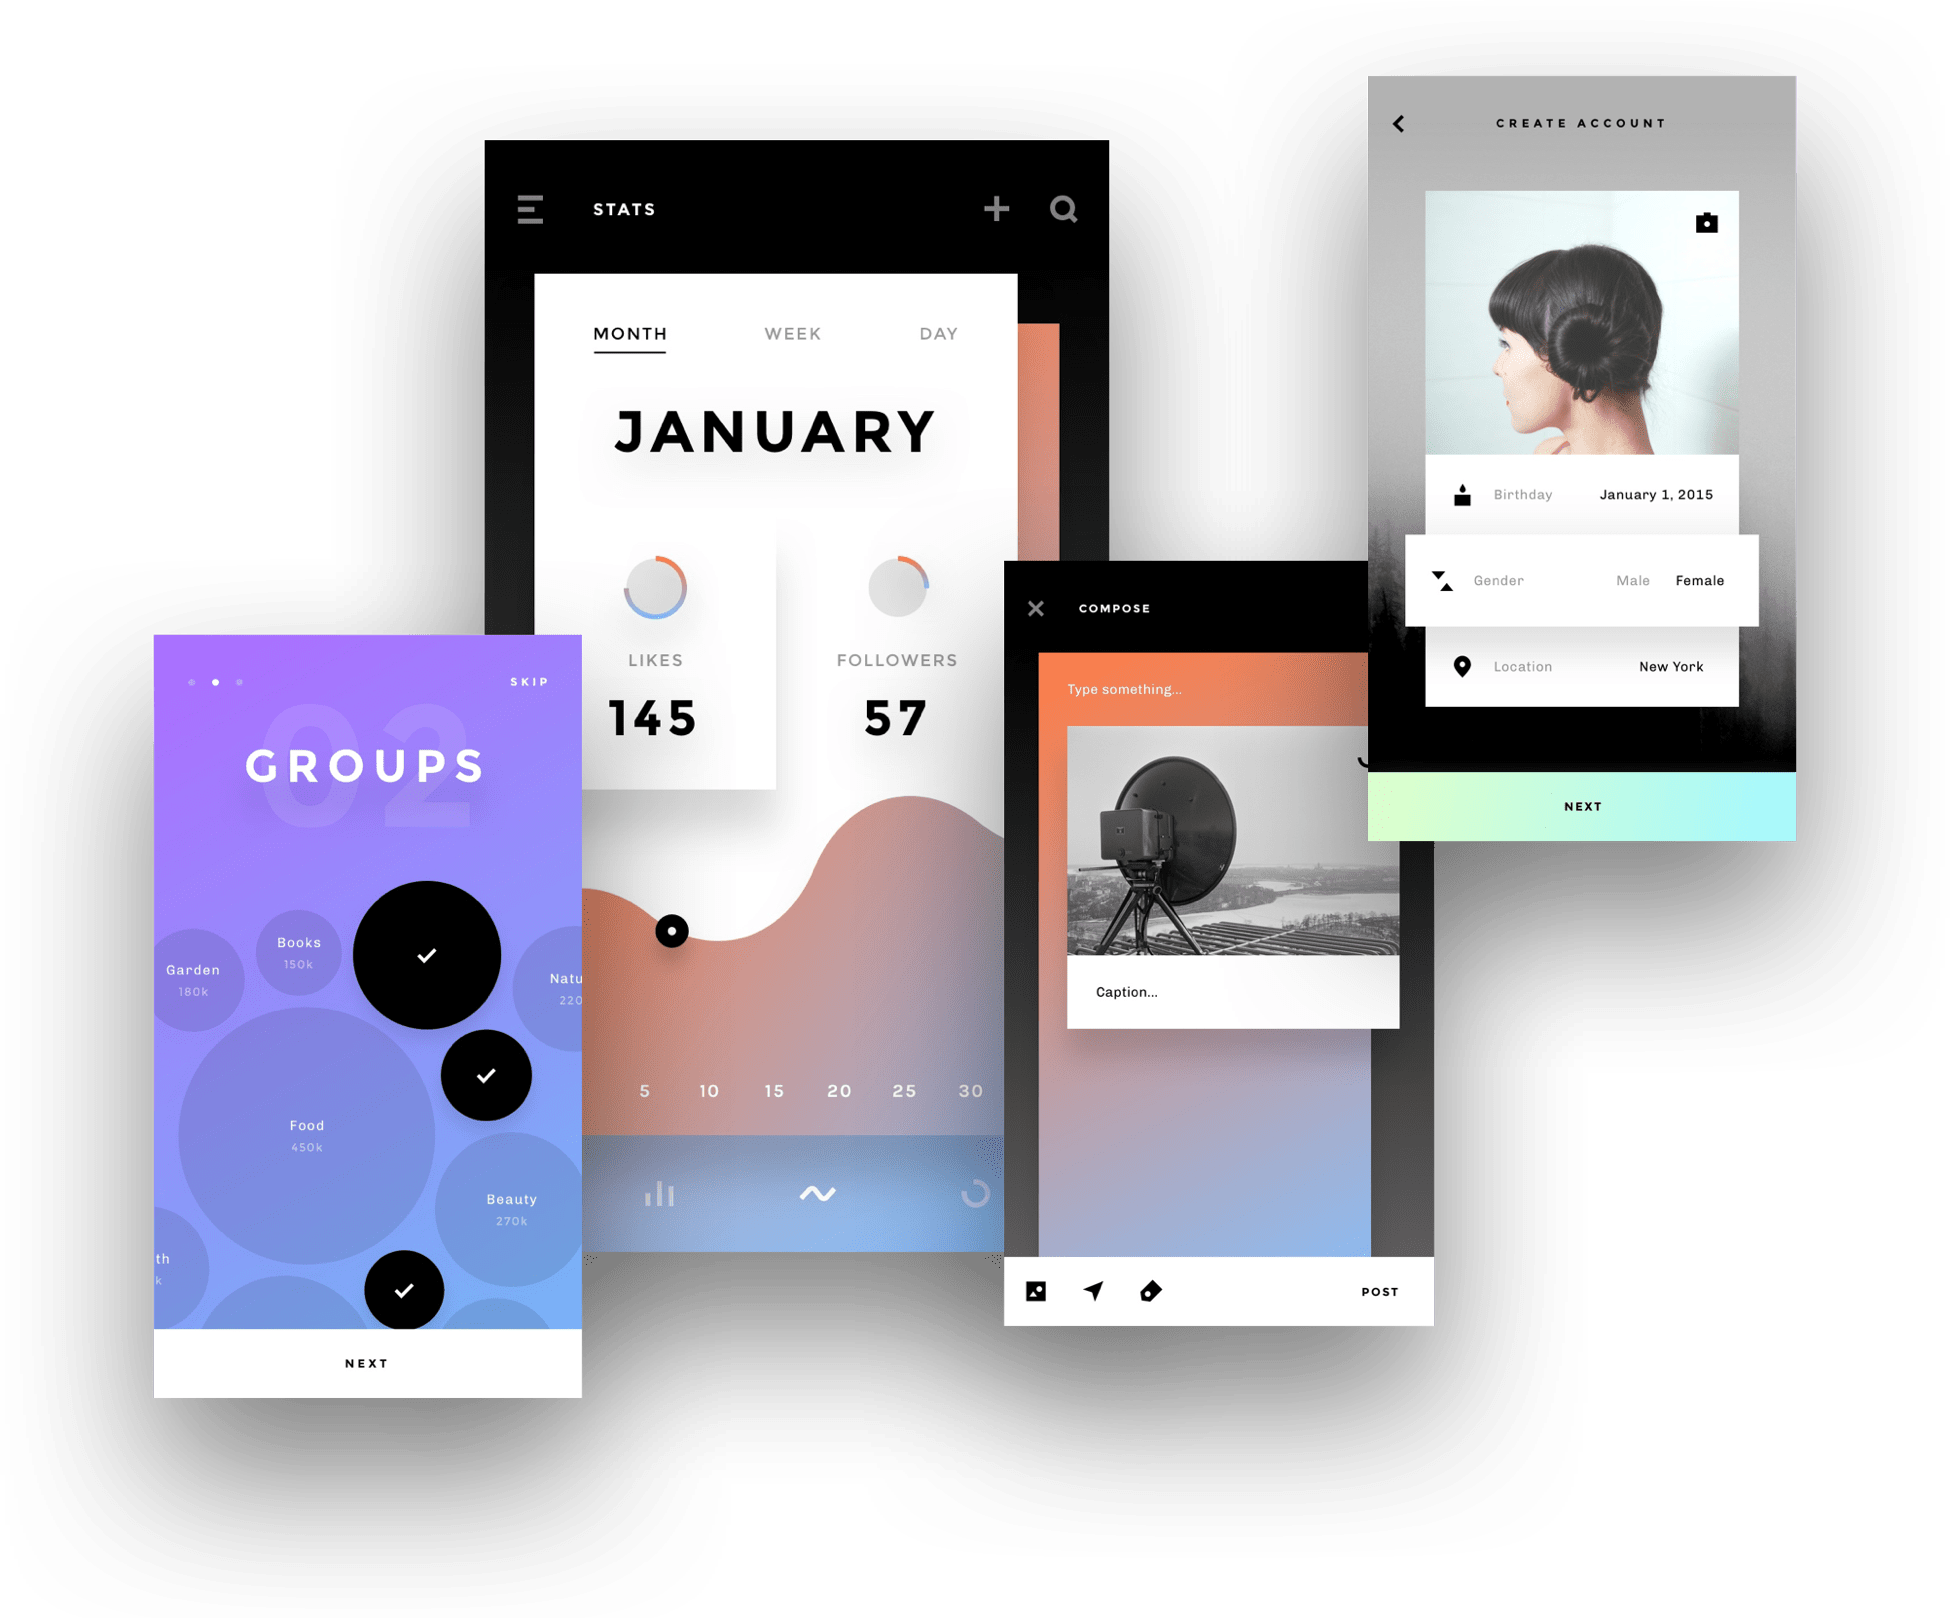 STATS
MONTH WEEK DAY
JANUARY
LIKES FOLLOWERS
145 57
5 10 15 20 25 30
SKIP
02
GROUPS
Books
150k
Garden
180k
Natu
220
Food
450k
Beauty
270k
th
k
NEXT
COMPOSE
Type something...
Caption...
POST
CREATE ACCOUNT
Birthday January 1, 2015
Gender Male Female
Location New York
NEXT